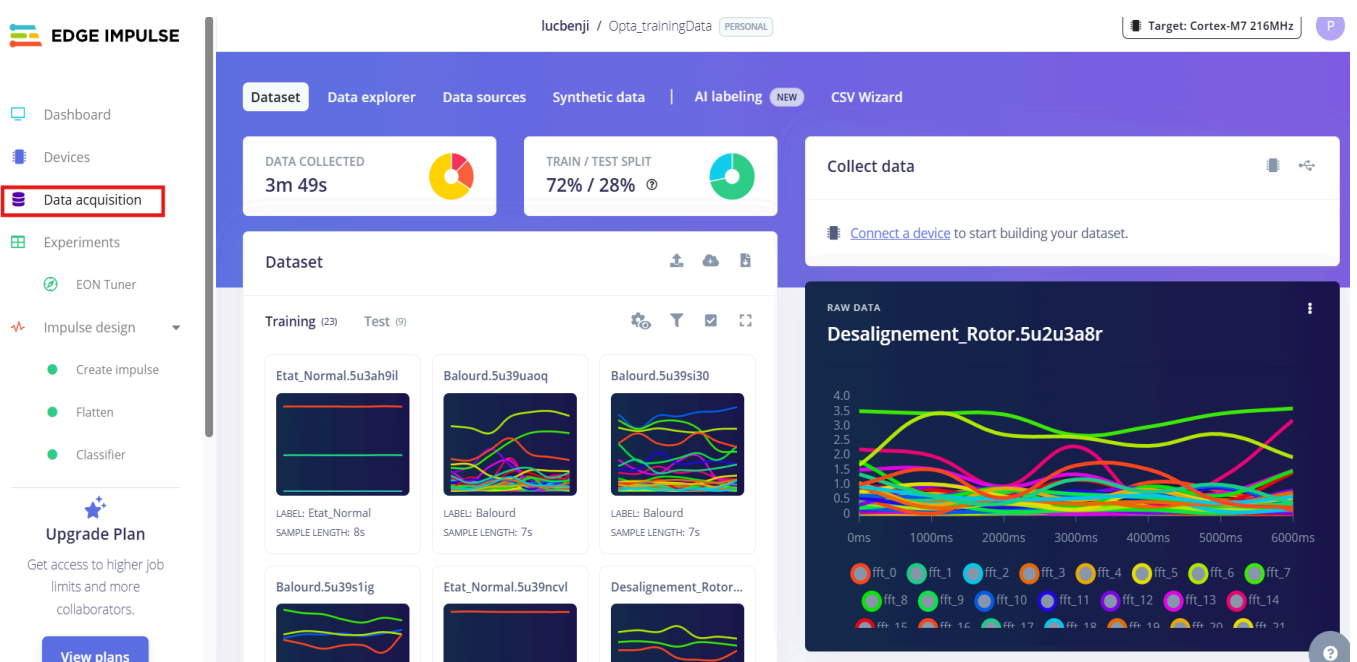 EDGE IMPULSE
lucbenji / Opta_trainingData PERSONAL
Target: Cortex-M7 216MHz
P
Dashboard
Devices
Data acquisition
Experiments
EON Tuner
Impulse design
Create impulse
Flatten
Classifier
Upgrade Plan
Get access to higher job
limits and more
collaborators.
View plans
Dataset Data explorer Data sources Synthetic data | AI labeling NEW CSV Wizard
DATA COLLECTED
3m 49s
TRAIN / TEST SPLIT
72% / 28% ?
Collect data
Connect a device to start building your dataset.
Dataset
Training (23) Test (9)
Etat_Normal.5u3ah9il
LABEL: Etat_Normal
SAMPLE LENGTH: 8s
Balourd.5u39uaoq
LABEL: Balourd
SAMPLE LENGTH: 7s
Balourd.5u39si30
LABEL: Balourd
SAMPLE LENGTH: 7s
Balourd.5u39s1ig
Etat_Normal.5u39ncvl
Desalignement_Rotor...
RAW DATA
Desalignement_Rotor.5u2u3a8r
4.0
3.5
3.0
2.5
2.0
1.5
1.0
0.5
0
0ms 1000ms 2000ms 3000ms 4000ms 5000ms 6000ms
fft_0 fft_1 fft_2 fft_3 fft_4 fft_5 fft_6 fft_7
fft_8 fft_9 fft_10 fft_11 fft_12 fft_13 fft_14
fft_15 fft_16 fft_17 fft_18 fft_19 fft_20 fft_21
?